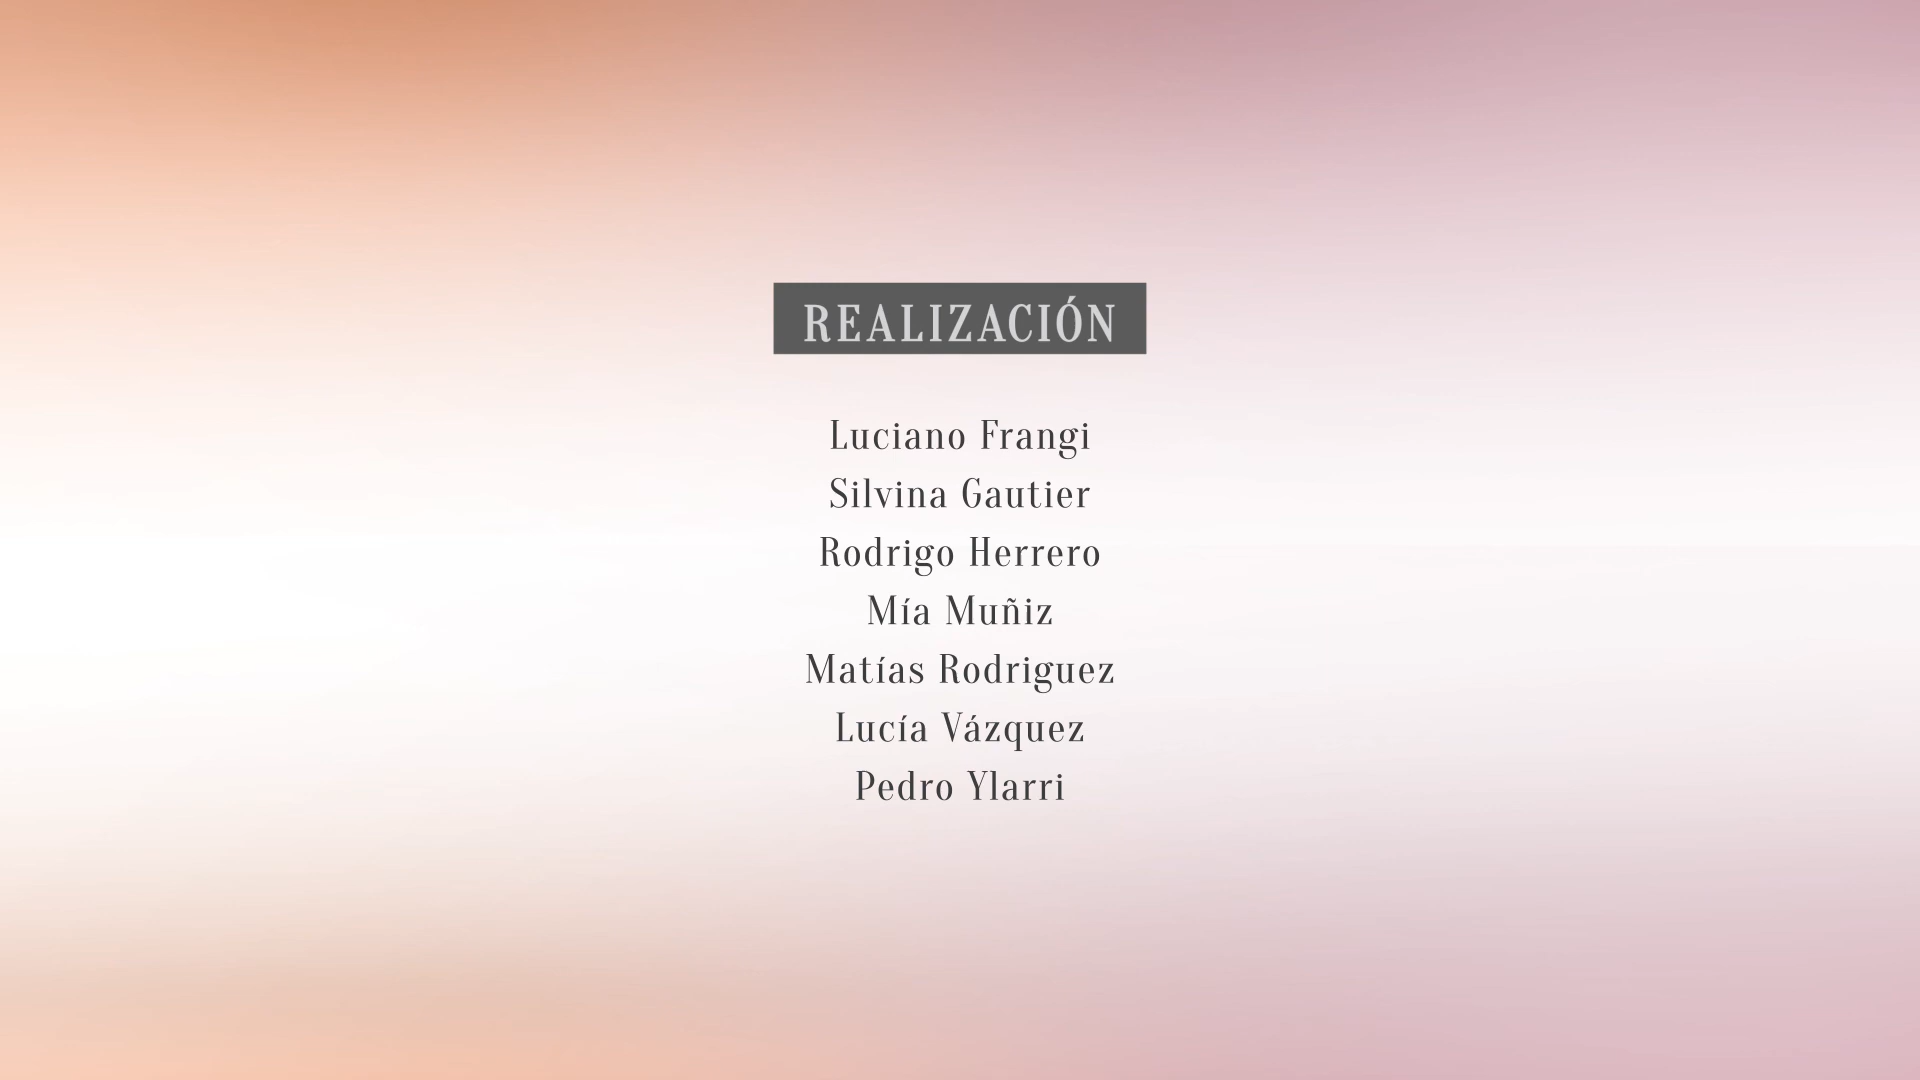 REALIZACIÓN
Luciano Frangi
Silvina Gautier
Rodrigo Herrero
Mía Muñiz
Matías Rodriguez
Lucía Vázquez
Pedro Ylarri